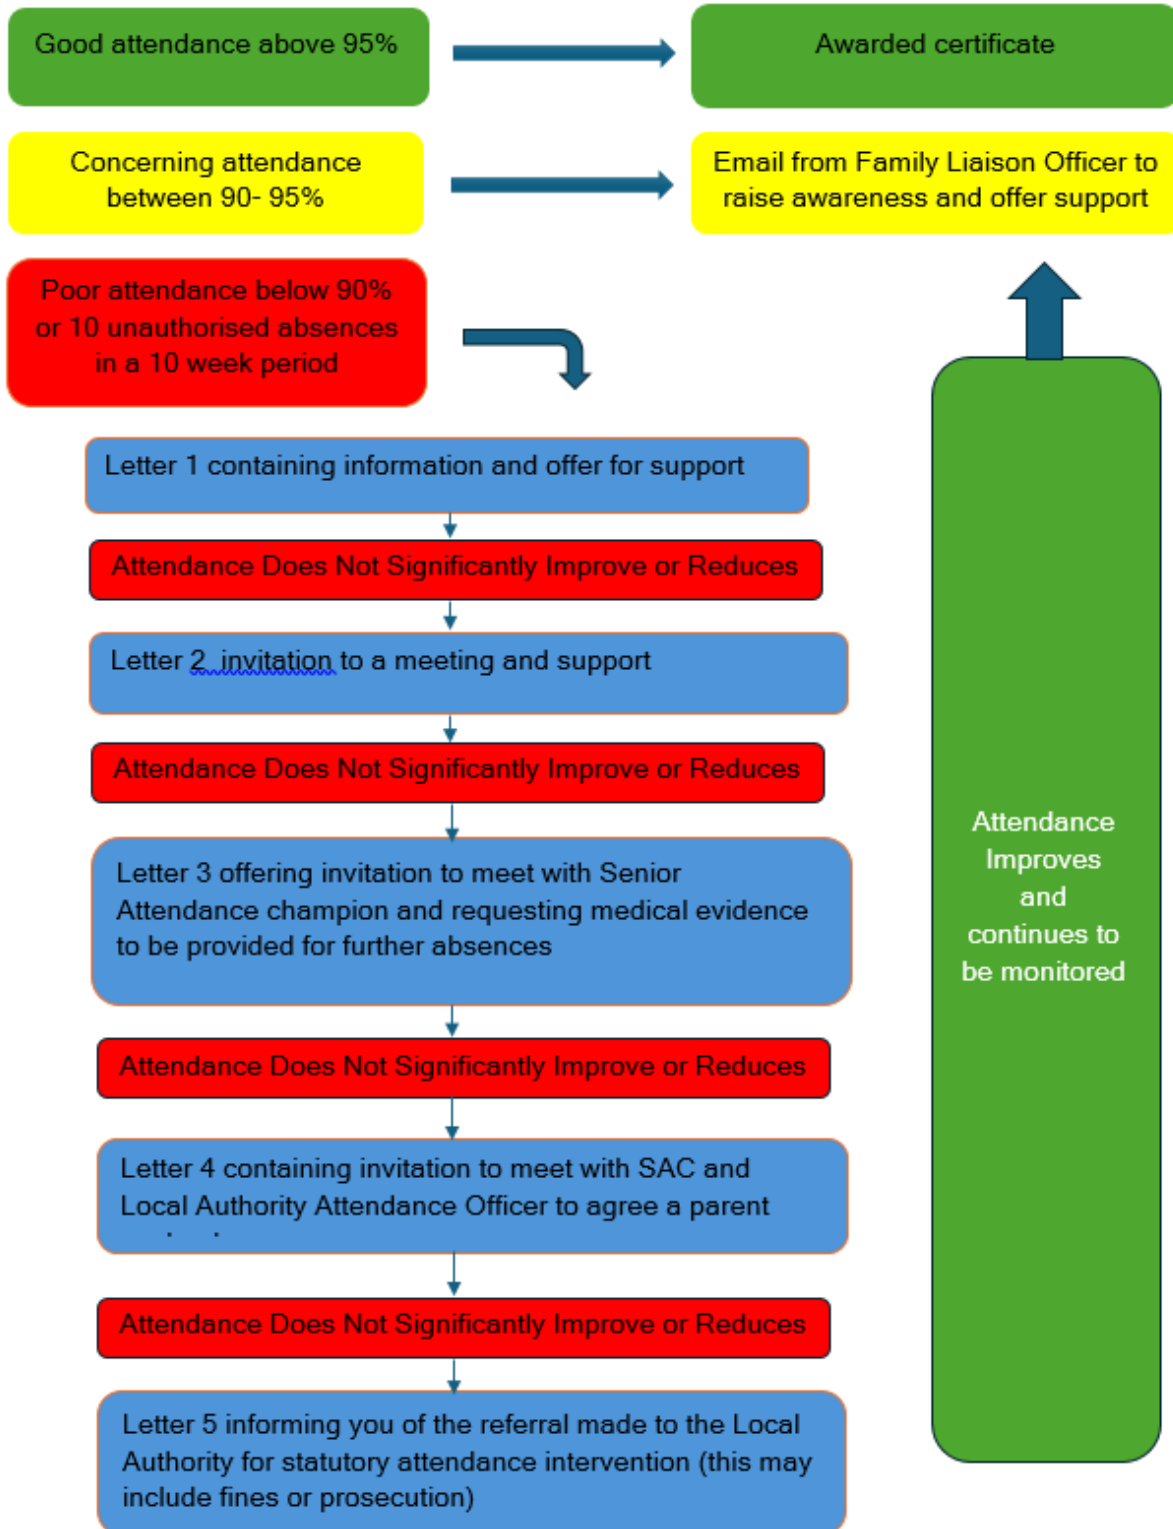 Good attendance above 95%
Awarded certificate
Concerning attendance
between 90- 95%
Email from Family Liaison Officer to
raise awareness and offer support
Poor attendance below 90%
or 10 unauthorised absences
in a 10 week period
Letter 1 containing information and offer for support
Attendance Does Not Significantly Improve or Reduces
Letter 2  invitation to a meeting and support
Attendance Does Not Significantly Improve or Reduces
Letter 3 offering invitation to meet with Senior
Attendance champion and requesting medical evidence
to be provided for further absences
Attendance Does Not Significantly Improve or Reduces
Letter 4 containing invitation to meet with SAC and
Local Authority Attendance Officer to agree a parent
Attendance Does Not Significantly Improve or Reduces
Letter 5 informing you of the referral made to the Local
Authority for statutory attendance intervention (this may
include fines or prosecution)
Attendance
Improves
and
continues to
be monitored